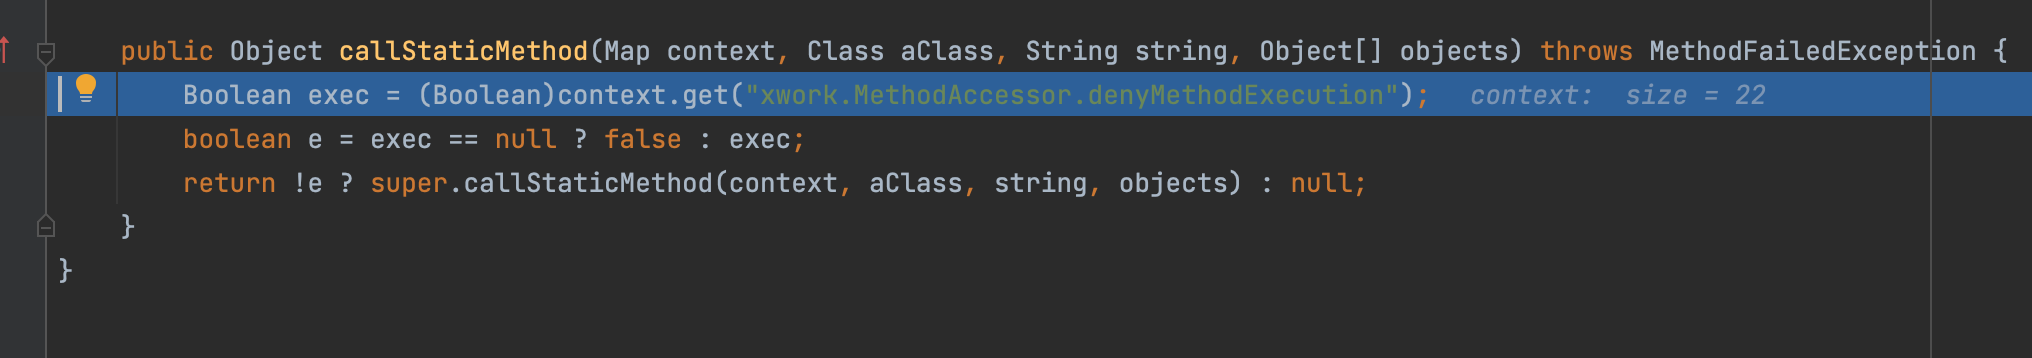 public Object callStaticMethod(Map context, Class aClass, String string, Object[] objects) throws MethodFailedException {
Boolean exec = (Boolean)context.get("xwork.MethodAccessor.denyMethodExecution"); context: size = 22
boolean e = exec == null ? false : exec;
return !e ? super.callStaticMethod(context, aClass, string, objects) : null;
}
}